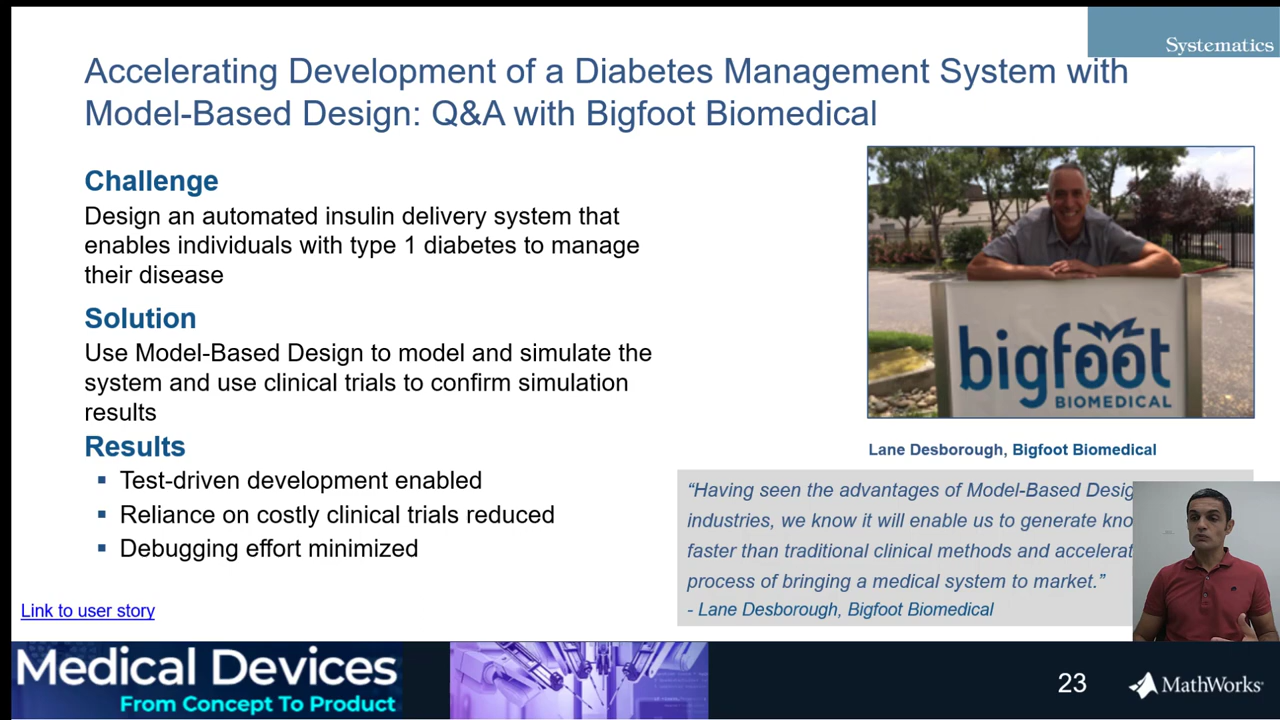 Systematics
Accelerating Development of a Diabetes Management System with
Model-Based Design: Q&A with Bigfoot Biomedical
Challenge
Design an automated insulin delivery system that
enables individuals with type 1 diabetes to manage
their disease
Solution
Use Model-Based Design to model and simulate the
system and use clinical trials to confirm simulation
results
Results
▪ Test-driven development enabled
▪ Reliance on costly clinical trials reduced
▪ Debugging effort minimized
Link to user story
bigfoot
BIOMEDICAL
Lane Desborough, Bigfoot Biomedical
“Having seen the advantages of Model-Based
industries, we know it will enable us to generate
faster than traditional clinical methods and
process of bringing a medical system to market.”
- Lane Desborough, Bigfoot Biomedical
Medical Devices
From Concept To Product
23
MathWorks